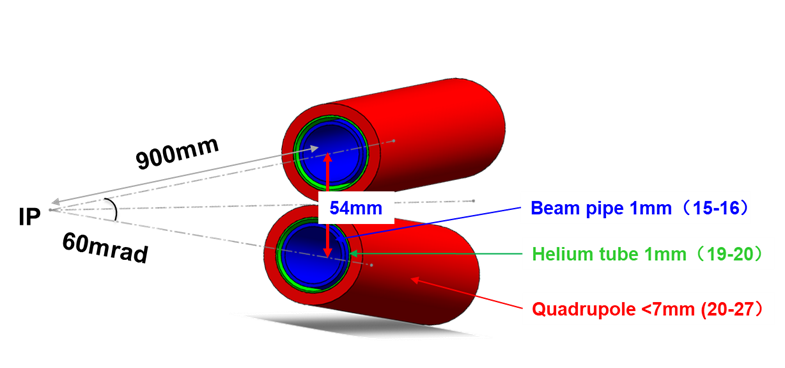 900mm
IP
54mm
60mrad
Beam pipe 1mm（15-16）
Helium tube 1mm（19-20）
Quadrupole <7mm (20-27）